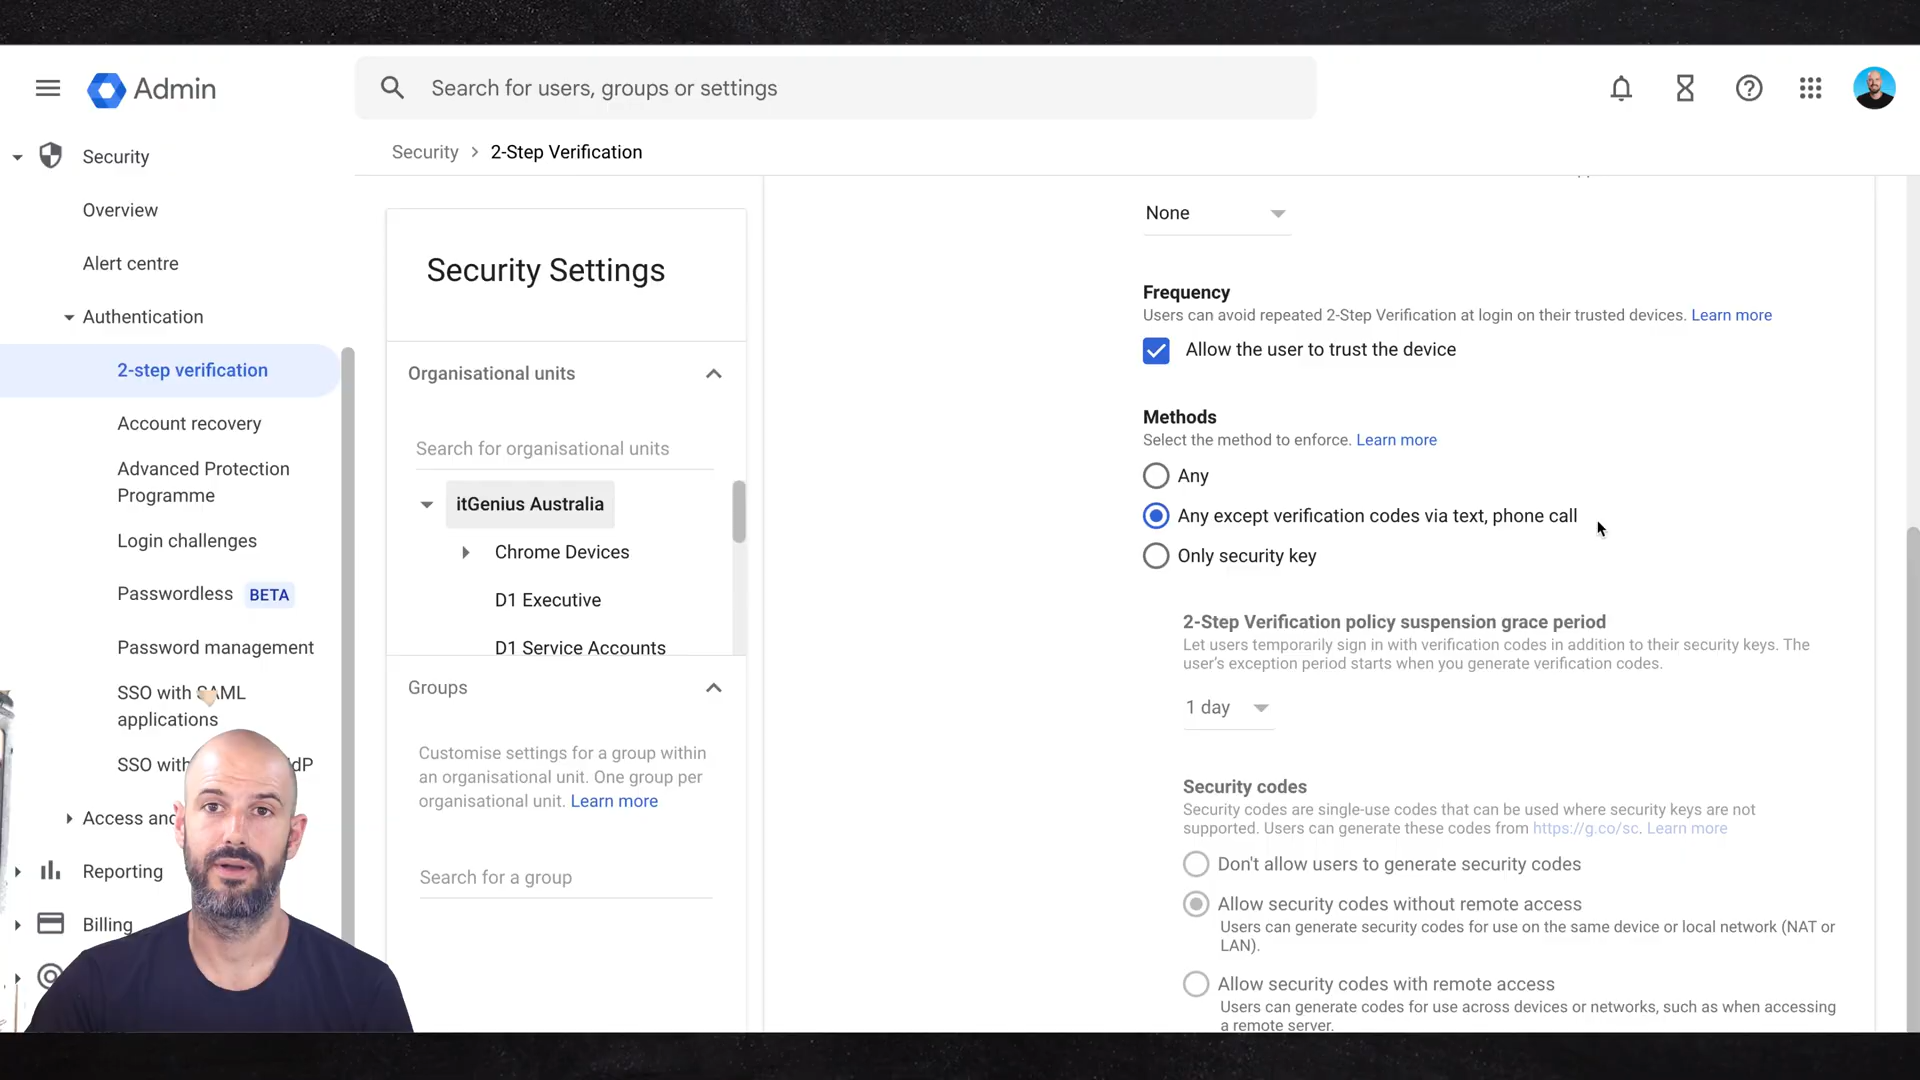 Admin
Search for users, groups or settings
Security
Overview
Alert centre
Authentication
2-step verification
Account recovery
Advanced Protection
Programme
Login challenges
Passwordless BETA
Password management
SSO with SAML
applications
SSO with
Reporting
Billing
Security > 2-Step Verification
Security Settings
Organisational units
Search for organisational units
itGenius Australia
Chrome Devices
D1 Executive
D1 Service Accounts
Groups
Customise settings for a group within
an organisational unit. One group per
organisational unit. Learn more
Search for a group
None
Frequency
Users can avoid repeated 2-Step Verification at login on their trusted devices. Learn more
Allow the user to trust the device
Methods
Select the method to enforce. Learn more
Any
Any except verification codes via text, phone call
Only security key
2-Step Verification policy suspension grace period
Let users temporarily sign in with verification codes in addition to their security keys. The
user's exception period starts when you generate verification codes.
1 day
Security codes
Security codes are single-use codes that can be used where security keys are not
supported. Users can generate these codes from https://g.co/sc. Learn more
Don't allow users to generate security codes
Allow security codes without remote access
Users can generate security codes for use on the same device or local network (NAT or
LAN).
Allow security codes with remote access
Users can generate codes for use across devices or networks, such as when accessing
a remote server.